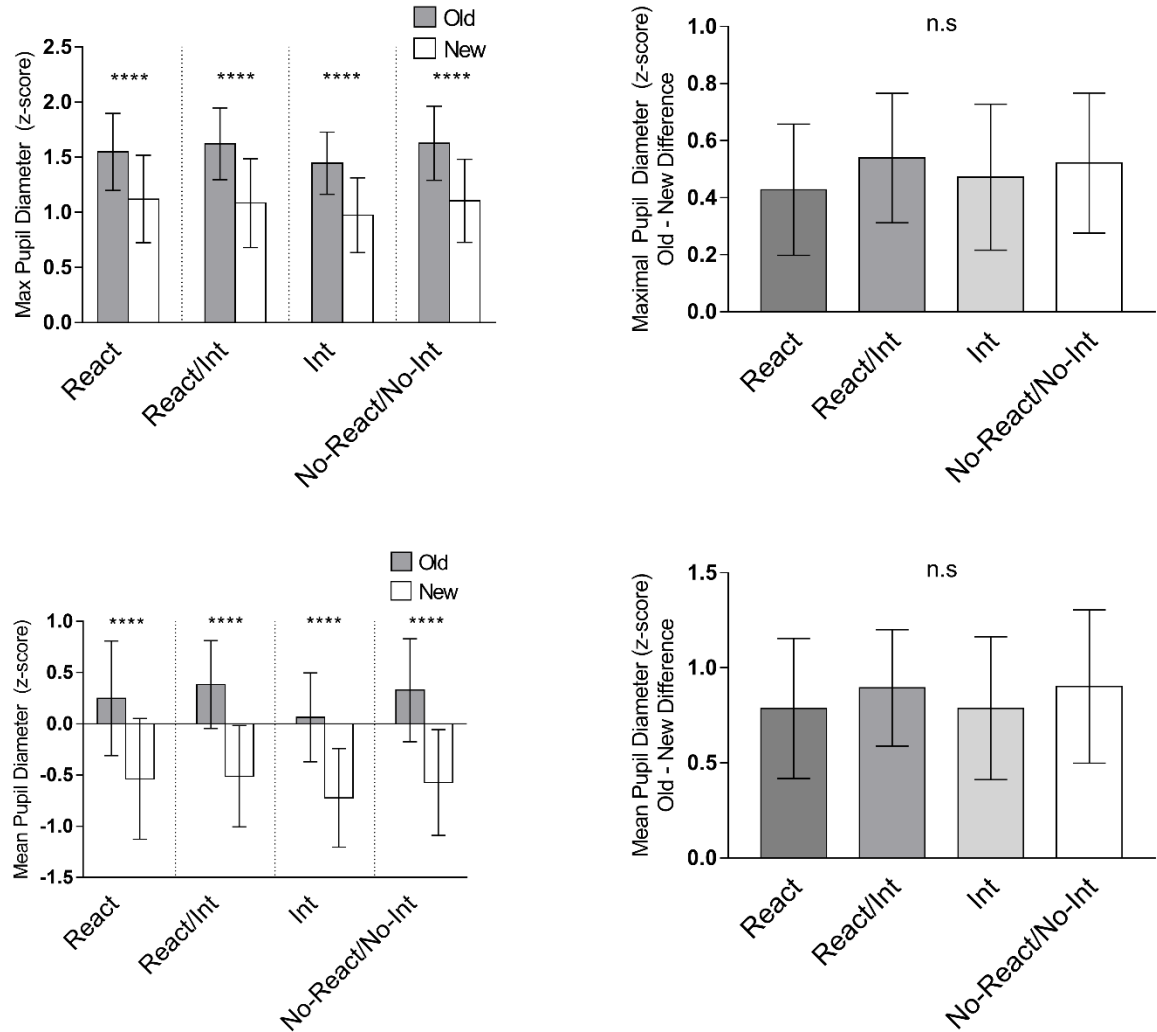 Old
New
Max Pupil Diameter (z-score)
2.5
2.0
1.5
1.0
0.5
0.0
****
****
****
****
React
React/Int
Int
No-React/No-Int
n.s
Maximal Pupil Diameter (z-score)
Old - New Difference
1.0
0.8
0.6
0.4
0.2
0.0
React
React/Int
Int
No-React/No-Int
Old
New
Mean Pupil Diameter (z-score)
1.0
0.5
0.0
-0.5
-1.0
-1.5
****
****
****
****
React
React/Int
Int
No-React/No-Int
n.s
Mean Pupil Diameter (z-score)
Old - New Difference
1.5
1.0
0.5
0.0
React
React/Int
Int
No-React/No-Int